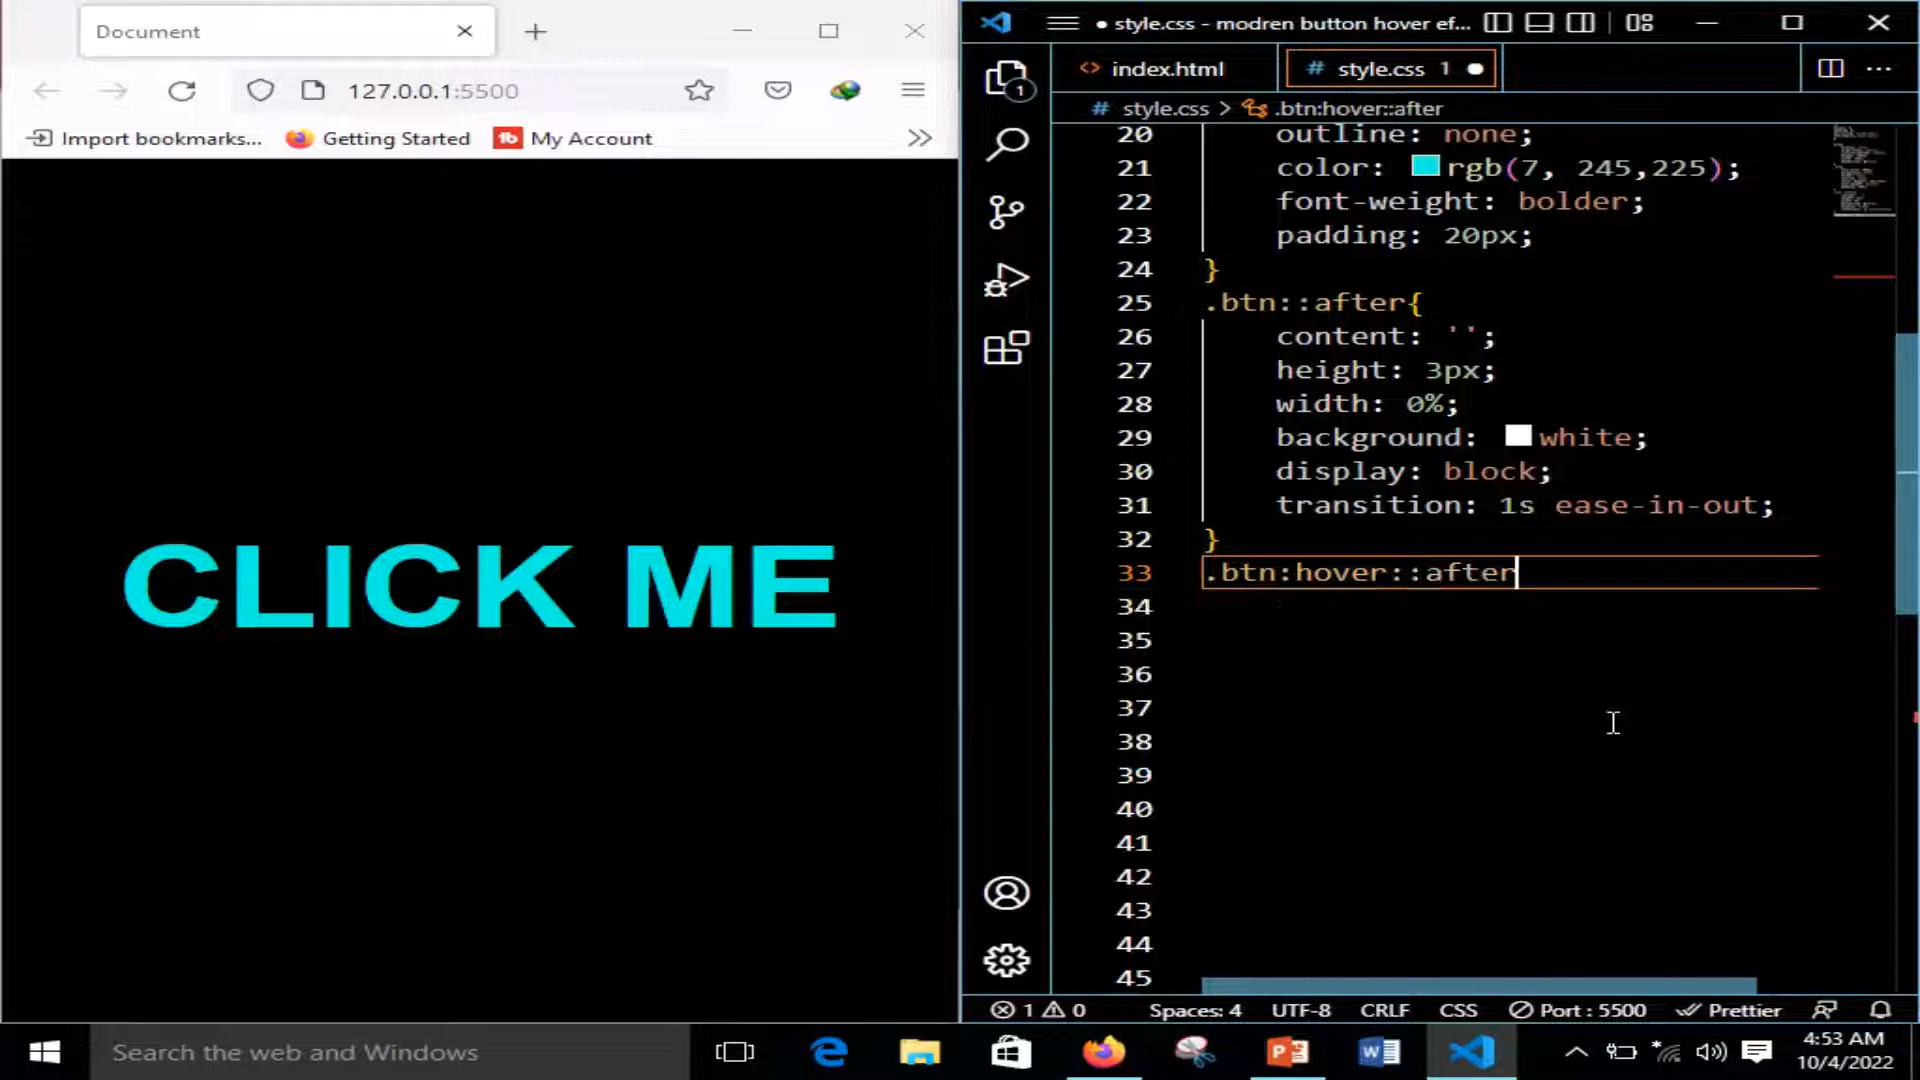 Document
127.0.0.1:5500
Import bookmarks...
Getting Started
My Account
CLICK ME
style.css - modren button hover ef...
1
index.html
# style.css 1
# style.css > .btn:hover::after
20 outline: none;
21 color: rgb(7, 245,225);
22 font-weight: bolder;
23 padding: 20px;
24 }
25 .btn::after{
26 content: '';
27 height: 3px;
28 width: 0%;
29 background: white;
30 display: block;
31 transition: 1s ease-in-out;
32 }
33 .btn:hover::after
34
35
36
37
38
39
40
41
42
43
44
45
1 0 Spaces: 4 UTF-8 CRLF CSS Port : 5500 Prettier
Search the web and Windows
4:53 AM
10/4/2022